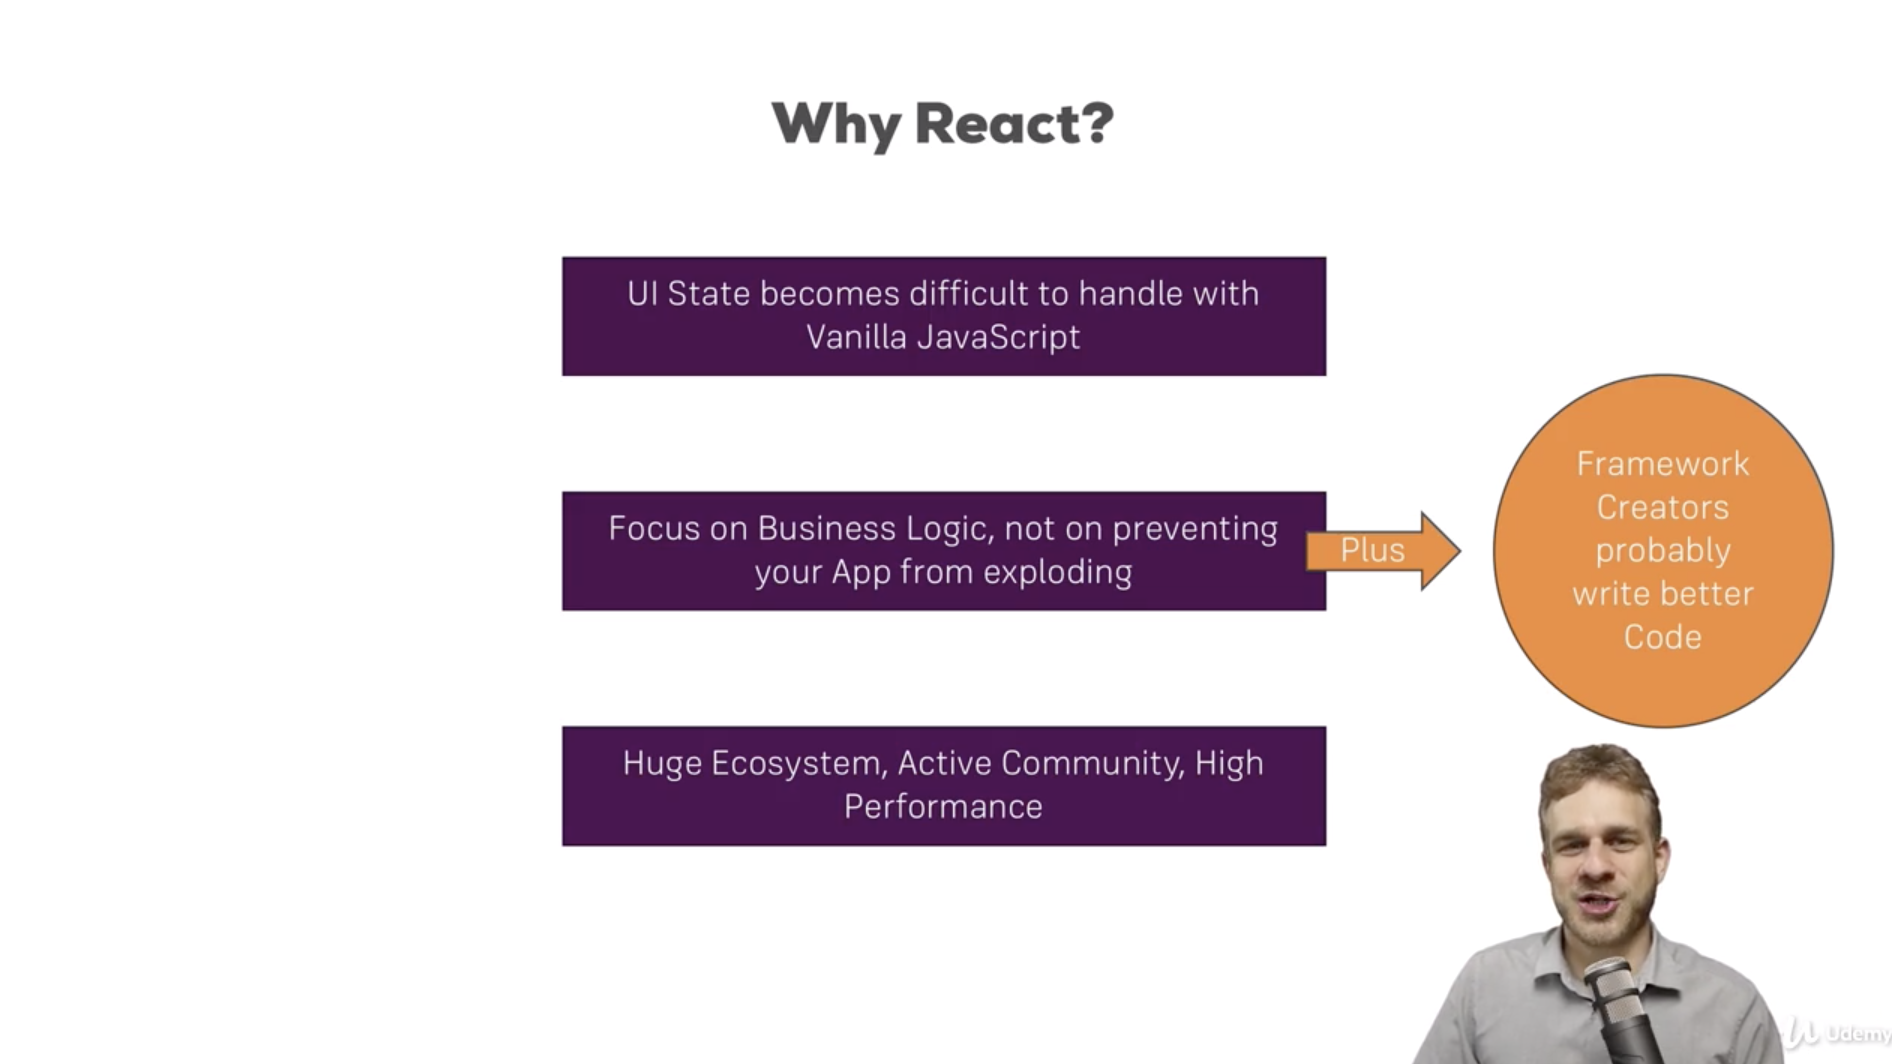 Why React?
UI State becomes difficult to handle with
Vanilla JavaScript
Focus on Business Logic, not on preventing
your App from exploding
Plus
Framework
Creators
probably
write better
Code
Huge Ecosystem, Active Community, High
Performance
Udemy